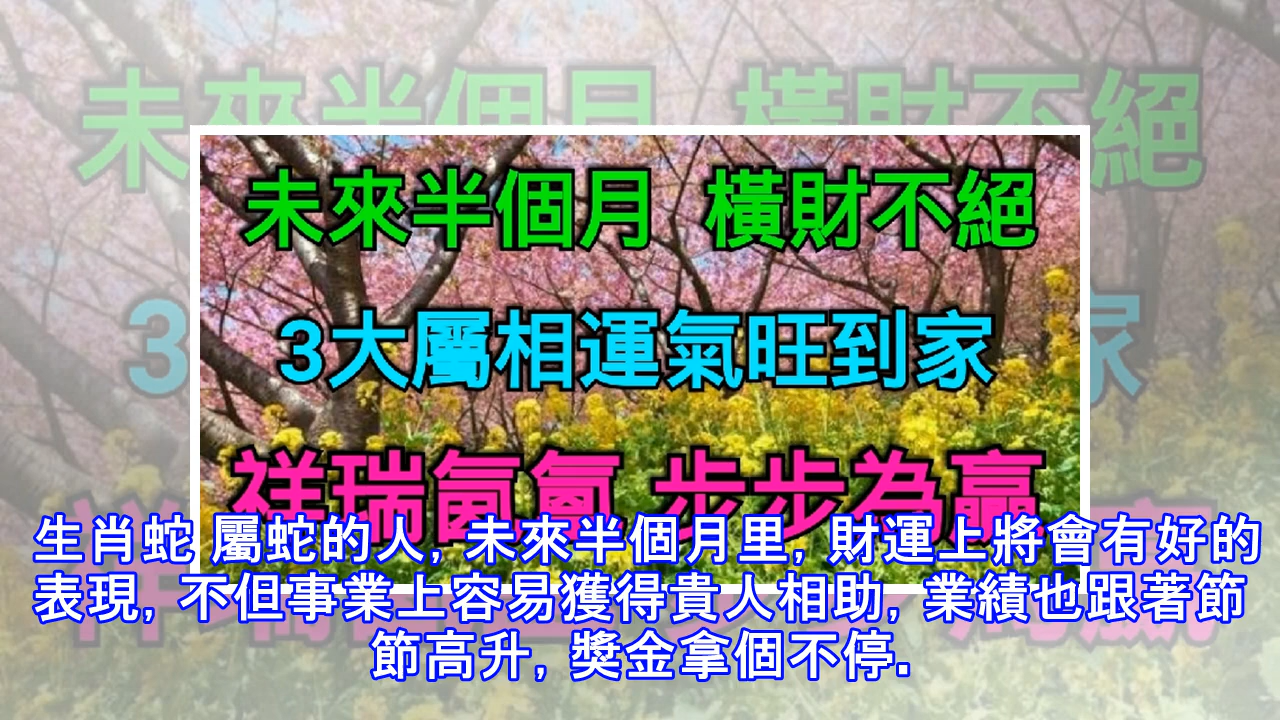 未來半個月 橫財不絕
3大屬相運氣旺到家
祥瑞氤氳 步步為贏
生肖蛇 屬蛇的人, 未來半個月里, 財運上將會有好的
表現, 不但事業上容易獲得貴人相助, 業績也跟著節
節高升, 獎金拿個不停.